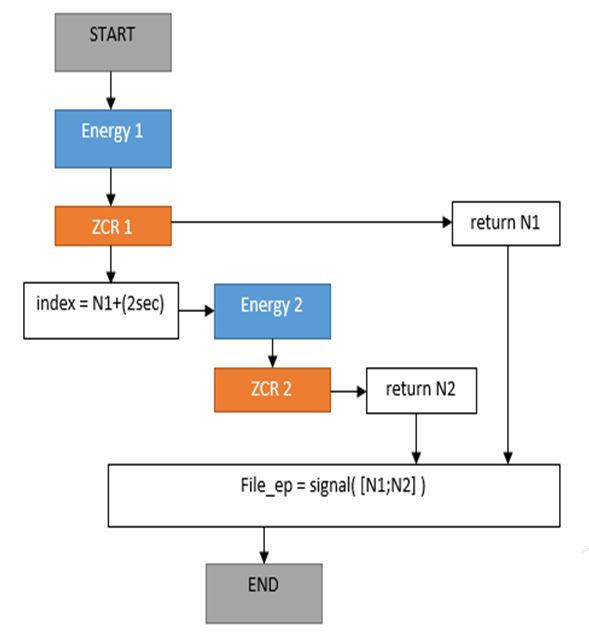 START
Energy 1
ZCR 1
return N1
index = N1+(2sec)
Energy 2
ZCR 2
return N2
File_ep = signal( [N1;N2] )
END